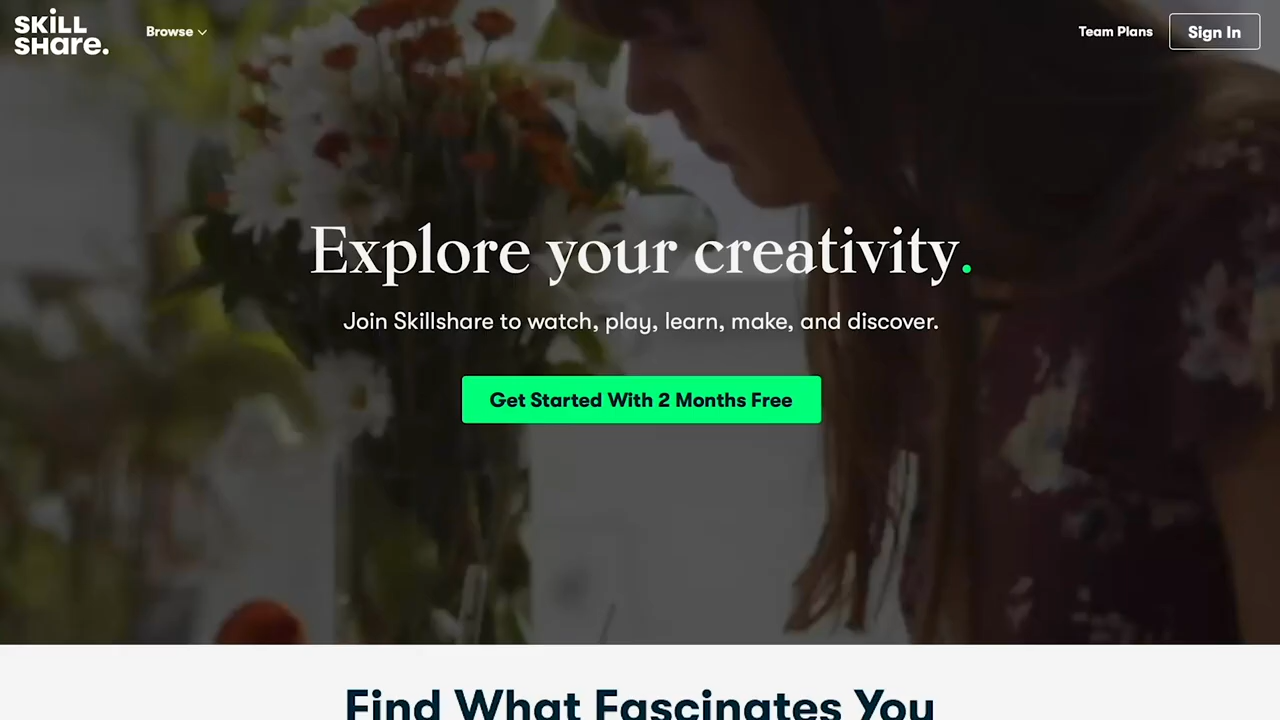 SKiLL
SHare.
Browse
Team Plans
Sign In
Explore your creativity.
Join Skillshare to watch, play, learn, make, and discover.
Get Started With 2 Months Free
Find What Fascinates You